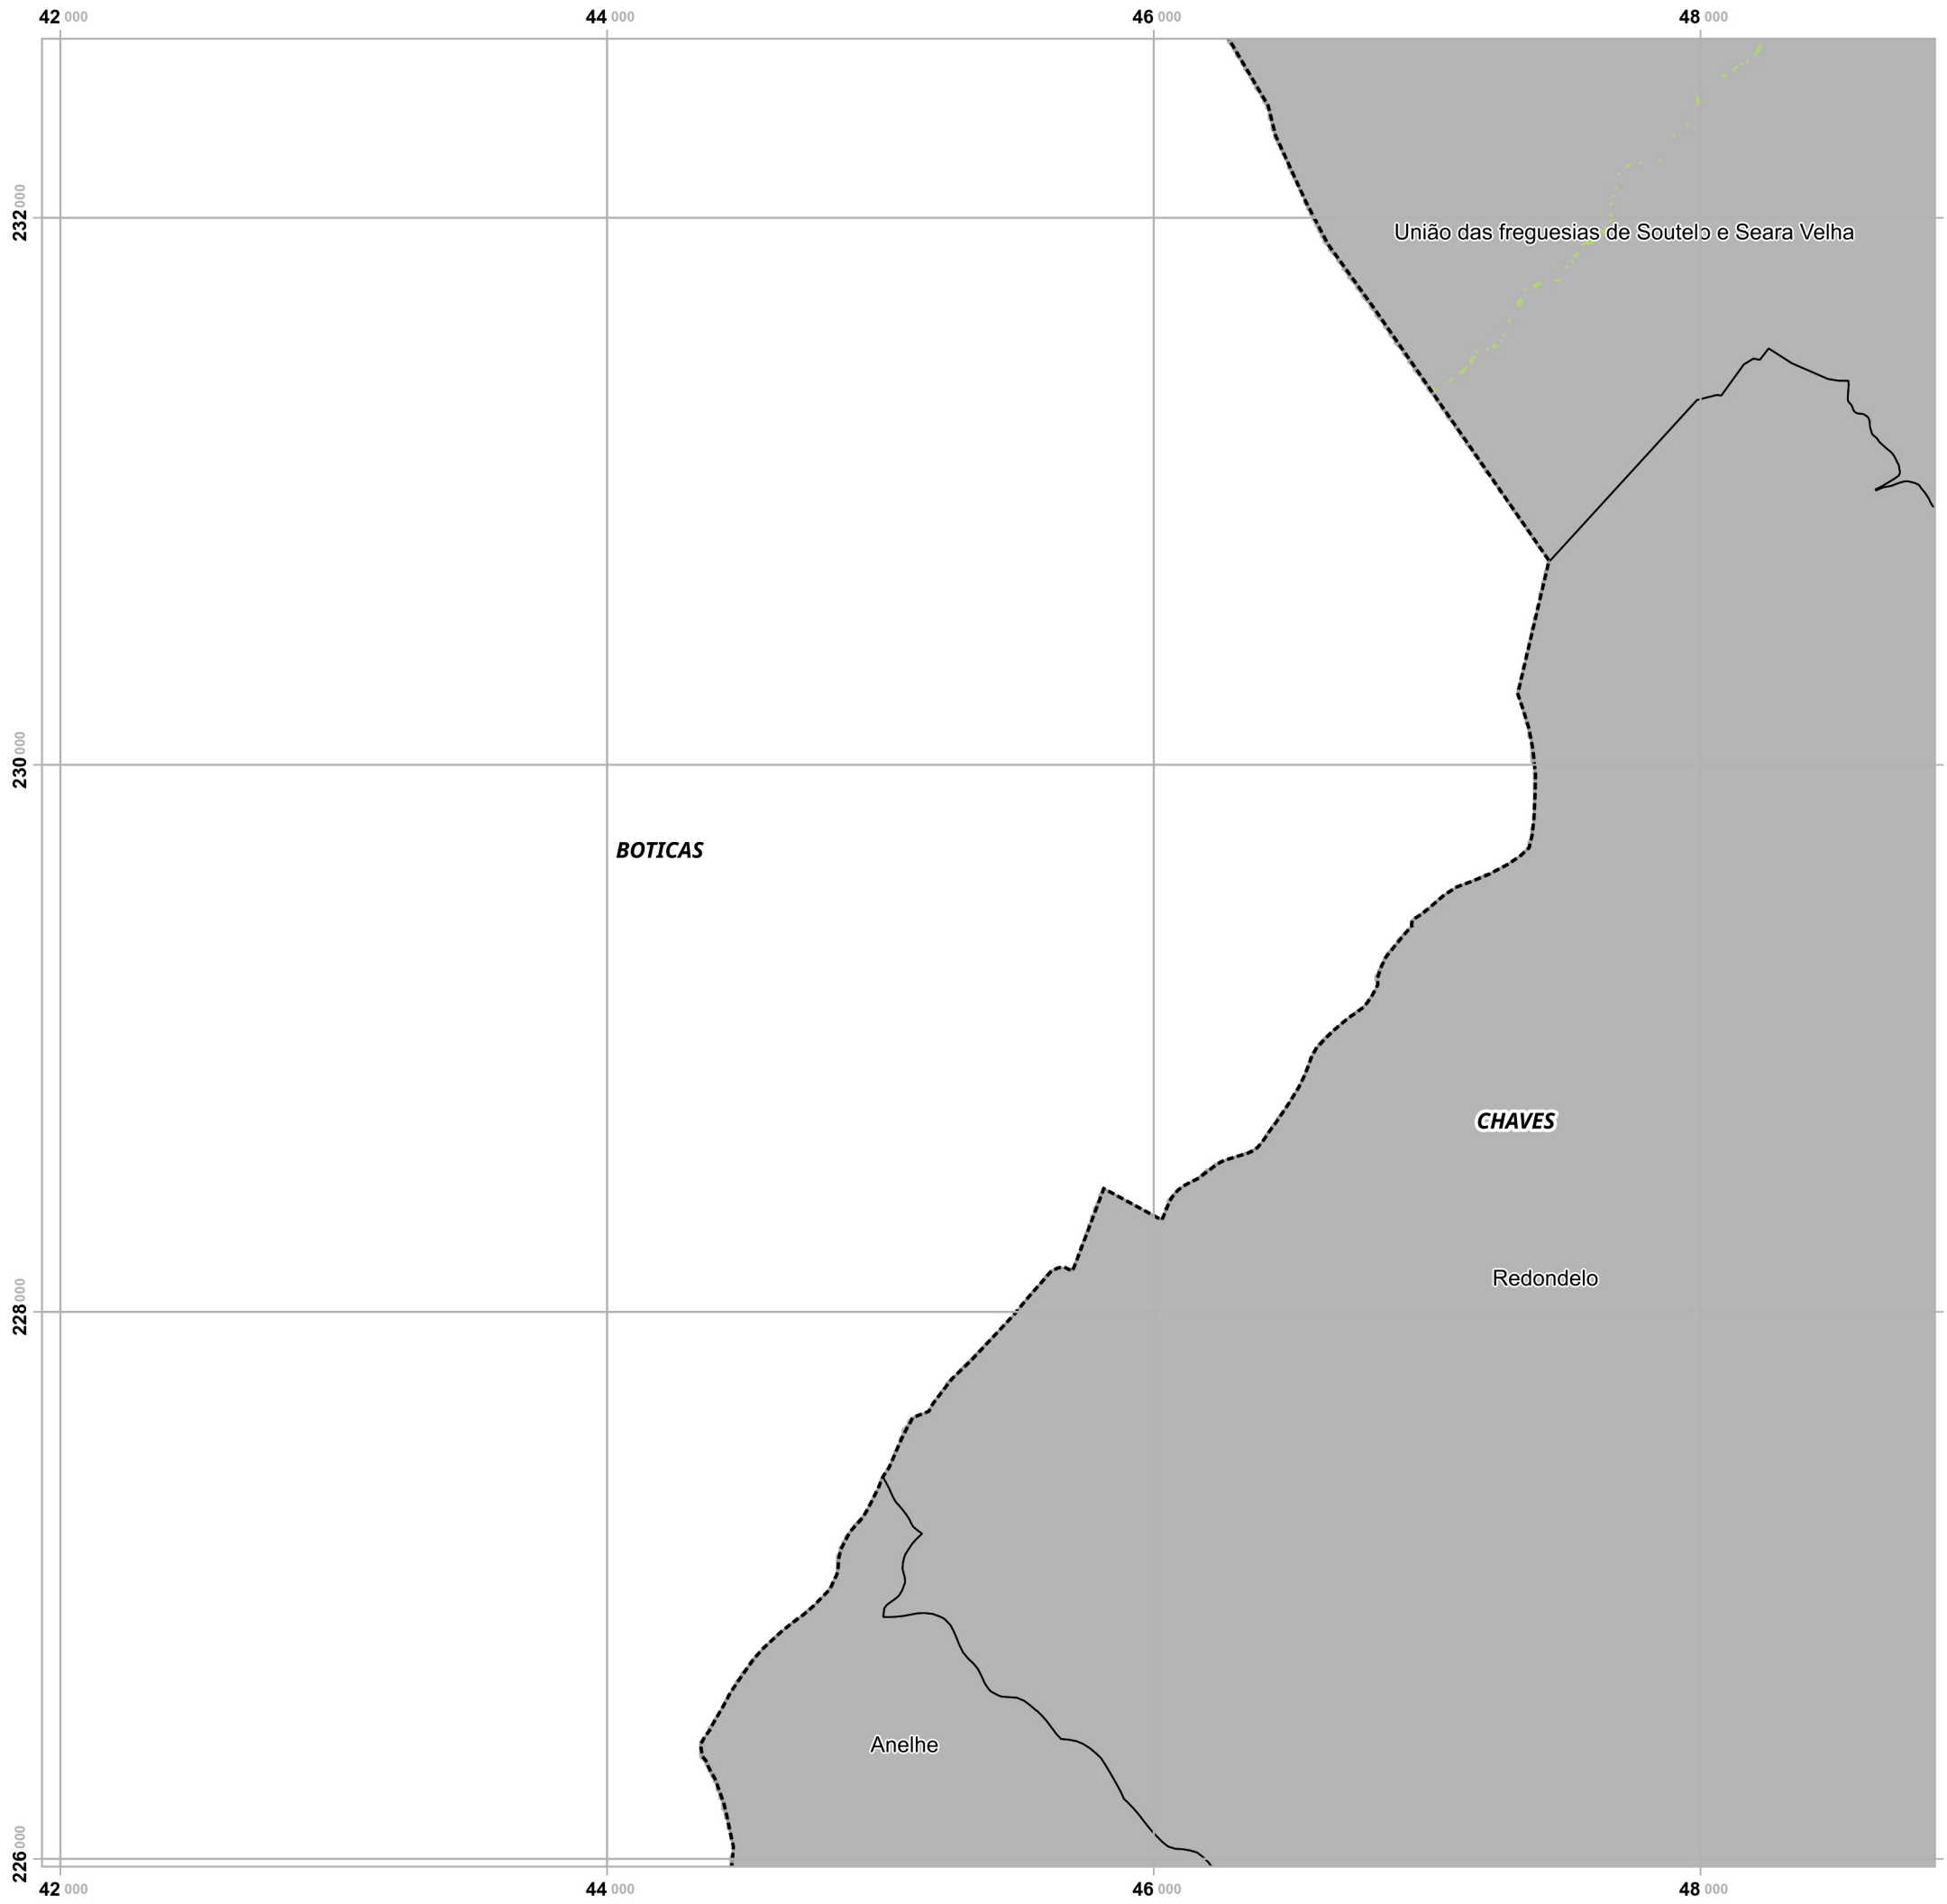 42 000 44 000 46 000 48 000
232 000
União das freguesias de Soutelo e Seara Velha
230 000
BOTICAS
CHAVES
Redondelo
228 000
Anelhe
226 000
42 000 44 000 46 000 48 000